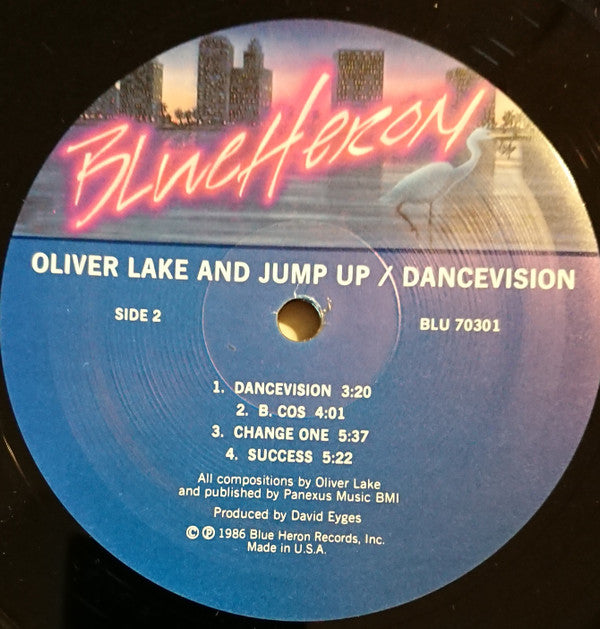 BlueHeron
OLIVER LAKE AND JUMP UP / DANCEVISION
SIDE 2
BLU 70301
1. DANCEVISION 3:20
2. B. COS 4:01
3. CHANGE ONE 5:37
4. SUCCESS 5:22
All compositions by Oliver Lake
and published by Panexus Music BMI
Produced by David Eyges
© ℗ 1986 Blue Heron Records, Inc.
Made in U.S.A.